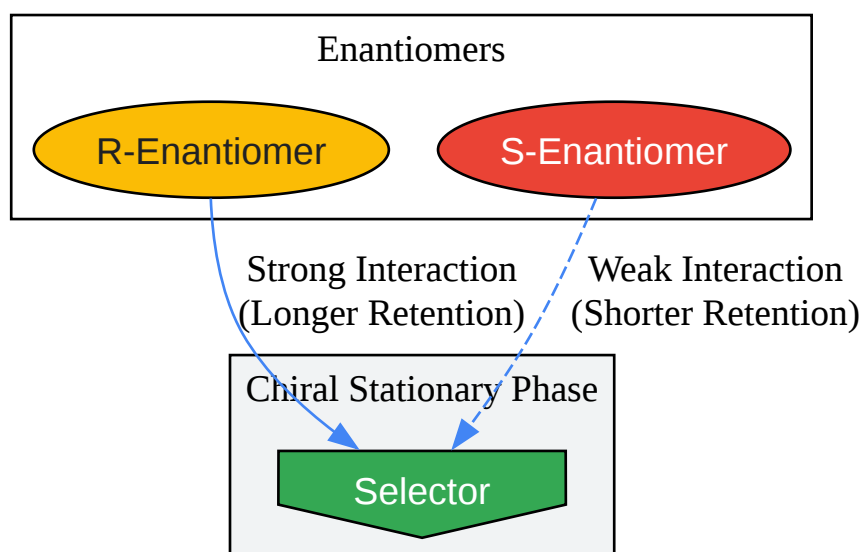 Enantiomers
R-Enantiomer
S-Enantiomer
Strong Interaction
(Longer Retention)
Weak Interaction
(Shorter Retention)
Chiral Stationary Phase
Selector